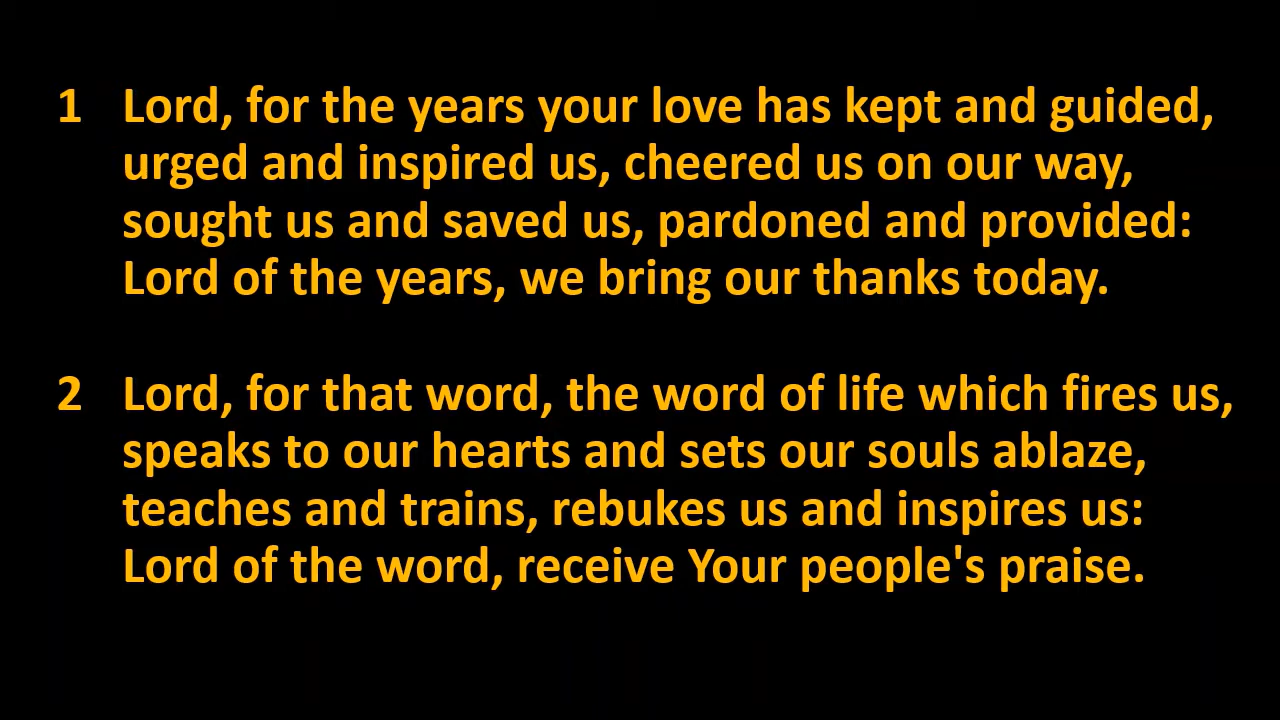 1 Lord, for the years your love has kept and guided,
urged and inspired us, cheered us on our way,
sought us and saved us, pardoned and provided:
Lord of the years, we bring our thanks today.
2 Lord, for that word, the word of life which fires us,
speaks to our hearts and sets our souls ablaze,
teaches and trains, rebukes us and inspires us:
Lord of the word, receive Your people's praise.